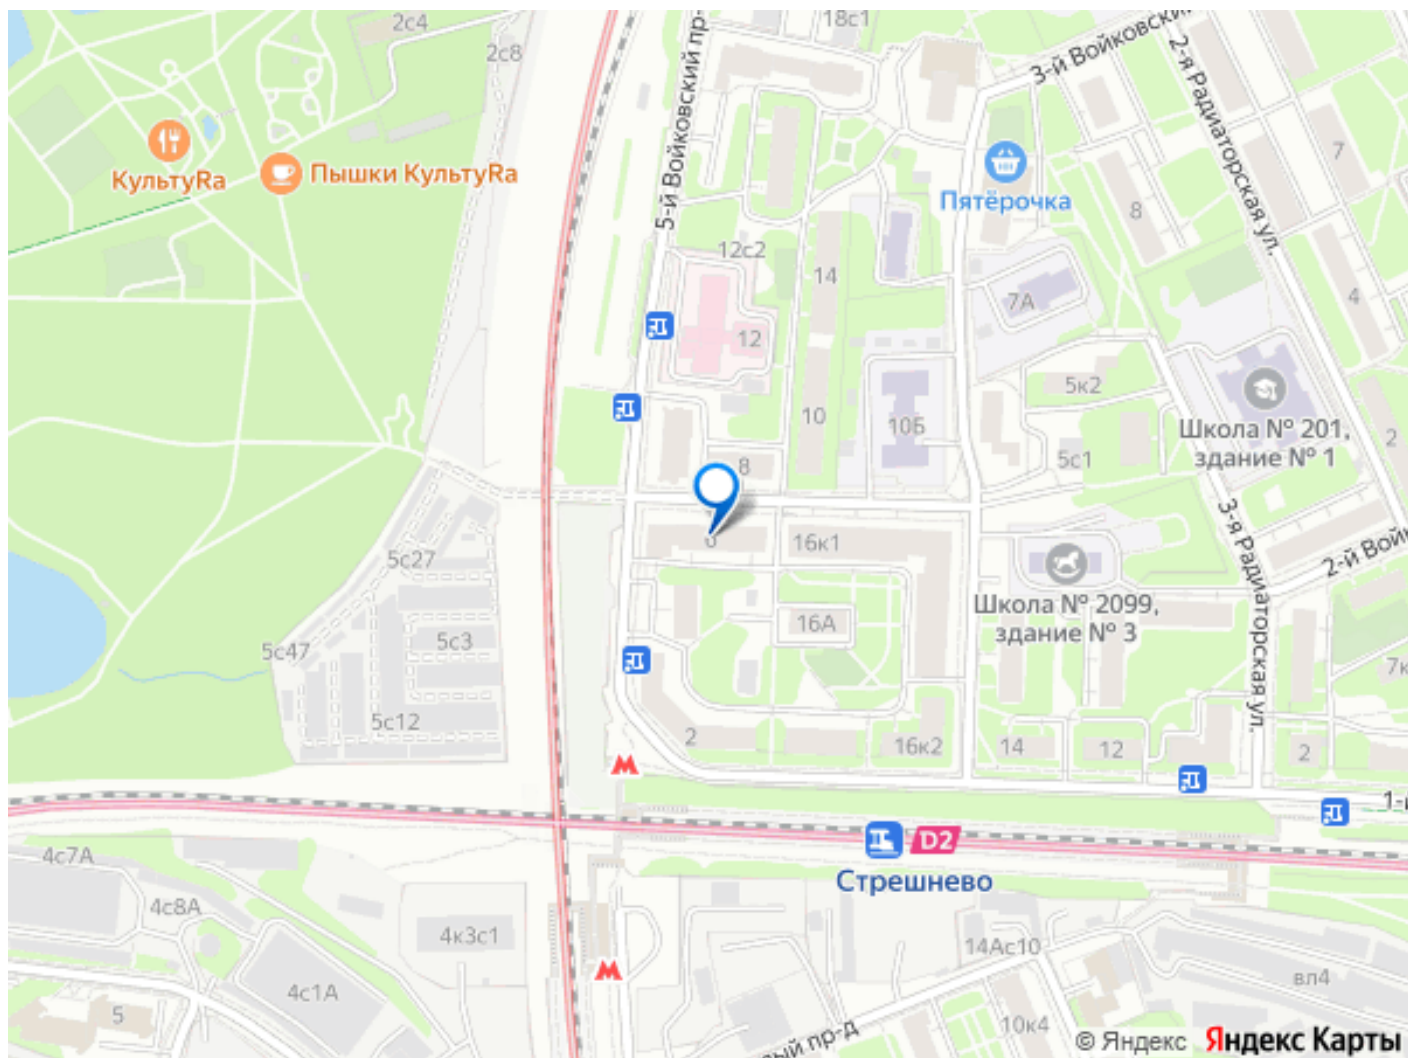 2с4
18с1
2с8
3-й Войковский
2-я Радиаторская ул.
КультуRa
Пышки КультуRa
5-й Войковский пр-
Пятёрочка
7
8
12с2
14
7А
4
12
5к2
10
10Б
Школа № 201,
здание № 1
2
5с1
8
3-я Радиаторская ул.
6
16к1
5с27
2-й Вой
Школа № 2099,
здание № 3
16А
5с3
5с47
7к
5с12
2
16к2
14
12
2
1-й
D2
Стрешнево
4с7А
4с8А
4к3с1
14Ас10
4с1А
вл4
5
10к4
вый пр-д
© Яндекс Яндекс Карты